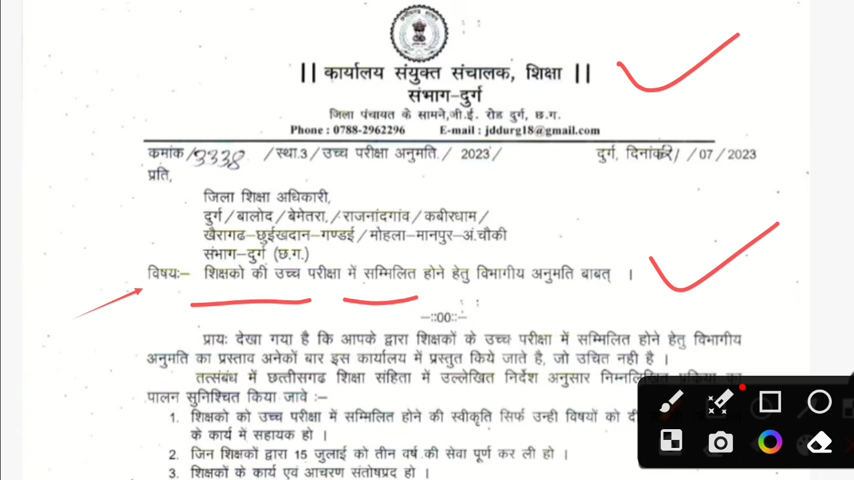 || कार्यालय संयुक्त संचालक, शिक्षा ||
संभाग–दुर्ग
जिला पंचायत के सामने,जी.ई. रोड दुर्ग, छ.ग.
Phone : 0788-2962296 E-mail : jddurg18@gmail.com
कमांक /3338 /स्था.3/उच्च परीक्षा अनुमति./ 2023/ दुर्ग, दिनांक /07/2023
प्रति,
जिला शिक्षा अधिकारी,
दुर्ग/बालोद/बेमेतरा,/राजनांदगांव/कबीरधाम/
खैरागढ–छुईखदान–गण्डई/मोहला–मानपुर–अं.चौकी
संभाग–दुर्ग (छ.ग.)
विषयः– शिक्षको की उच्च परीक्षा में सम्मिलित होने हेतु विभागीय अनुमति बाबत् ।
—::00::–
प्रायः देखा गया है कि आपके द्वारा शिक्षकों के उच्च परीक्षा में सम्मिलित होने हेतु विभागीय
अनुमति का प्रस्ताव अनेकों बार इस कार्यालय में प्रस्तुत किये जाते है, जो उचित नही है ।
तत्संबंध में छत्तीसगढ शिक्षा संहिता में उल्लेखित निर्देश अनुसार निम्नलिखित प्रक्रिया का
पालन सुनिश्चित किया जावे :–
1. शिक्षको को उच्च परीक्षा में सम्मिलित होने की स्वीकृति सिर्फ उन्ही विषयों को दी
के कार्य में सहायक हो ।
2. जिन शिक्षकों द्वारा 15 जुलाई को तीन वर्ष की सेवा पूर्ण कर ली हो ।
3. शिक्षकों के कार्य एवं आचरण संतोषप्रद हो ।